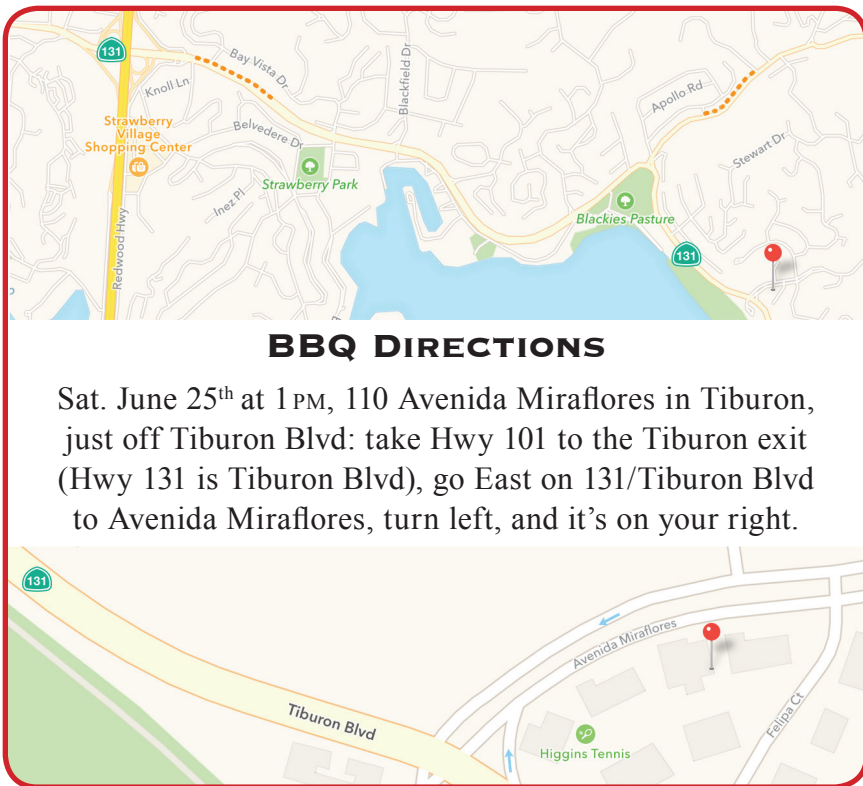 131
Bay Vista Dr
Knoll Ln
Blackfield Dr
Apollo Rd
Strawberry
Village
Shopping Center
Belvedere Dr
Stewart Dr
Strawberry Park
Inez Pl
Blackies Pasture
Redwood Hwy
131
BBQ Directions
Sat. June 25th at 1 PM, 110 Avenida Miraflores in Tiburon,
just off Tiburon Blvd: take Hwy 101 to the Tiburon exit
(Hwy 131 is Tiburon Blvd), go East on 131/Tiburon Blvd
to Avenida Miraflores, turn left, and it’s on your right.
131
Avenida Miraflores
Tiburon Blvd
Felipa Ct
Higgins Tennis